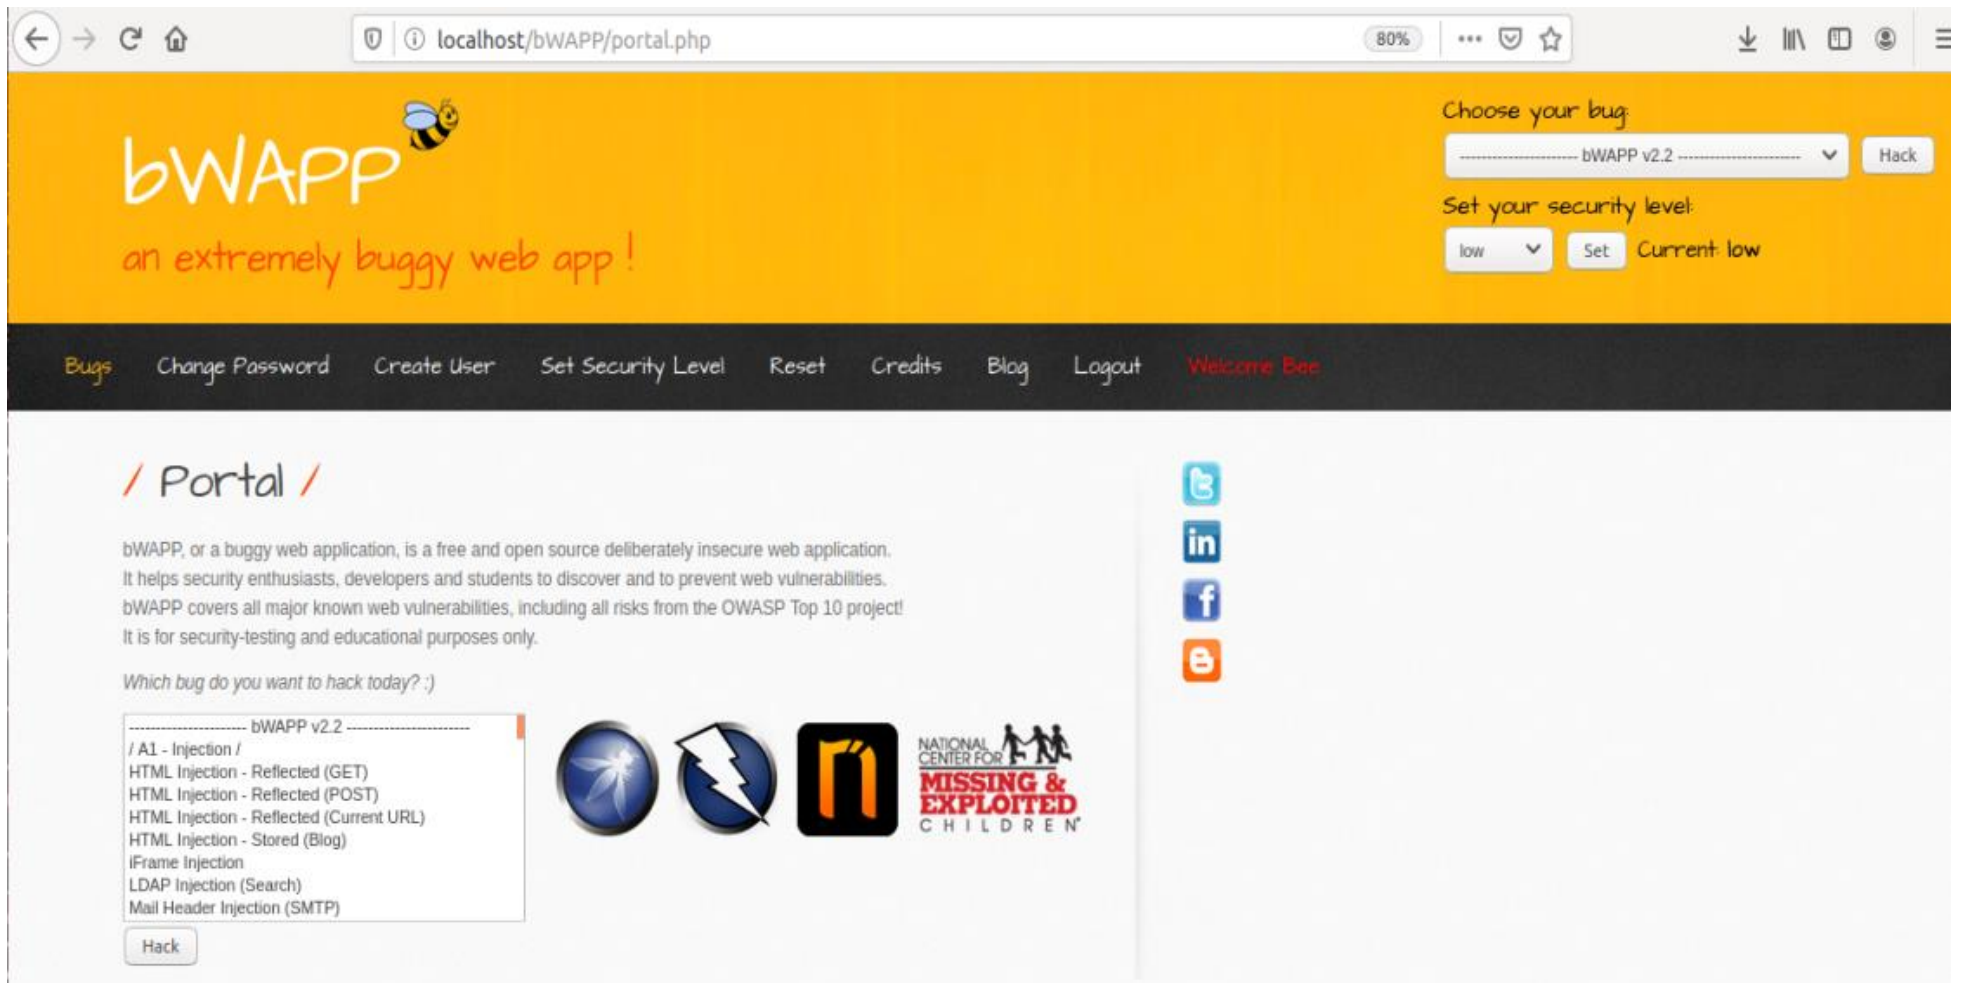 localhost/bWAPP/portal.php
80%
bWAPP
an extremely buggy web app !
Choose your bug:
---------------------- bWAPP v2.2 -----------------------
Hack
Set your security level:
low
Set
Current: low
Bugs
Change Password
Create User
Set Security Level
Reset
Credits
Blog
Logout
Welcome Bee
/ Portal /
bWAPP, or a buggy web application, is a free and open source deliberately insecure web application.
It helps security enthusiasts, developers and students to discover and to prevent web vulnerabilities.
bWAPP covers all major known web vulnerabilities, including all risks from the OWASP Top 10 project!
It is for security-testing and educational purposes only.
Which bug do you want to hack today? :)
---------------------- bWAPP v2.2 -----------------------
/ A1 - Injection /
HTML Injection - Reflected (GET)
HTML Injection - Reflected (POST)
HTML Injection - Reflected (Current URL)
HTML Injection - Stored (Blog)
iFrame Injection
LDAP Injection (Search)
Mail Header Injection (SMTP)
Hack
NATIONAL
CENTER FOR
MISSING &
EXPLOITED
CHILDREN
in
f